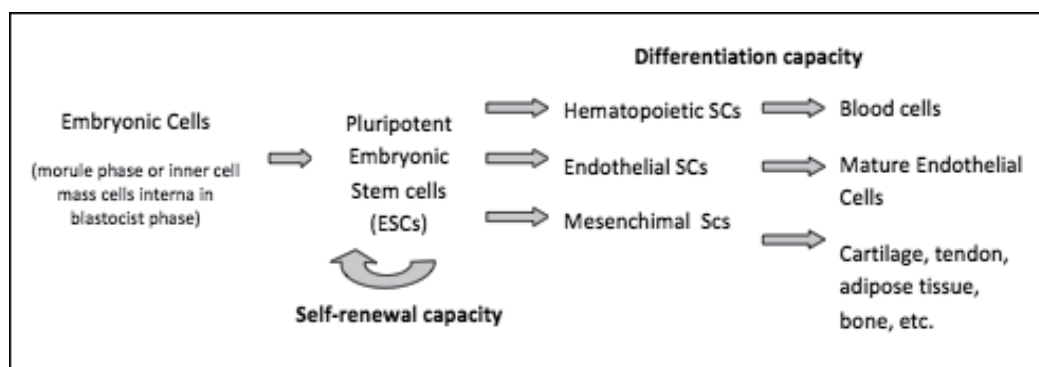 Differentiation capacity
Embryonic Cells
(morule phase or inner cell
mass cells interna in
blastocist phase)
Pluripotent
Embryonic
Stem cells
(ESCs)
Self-renewal capacity
Hematopoietic SCs
Endothelial SCs
Mesenchimal Scs
Blood cells
Mature Endothelial
Cells
Cartilage, tendon,
adipose tissue,
bone, etc.